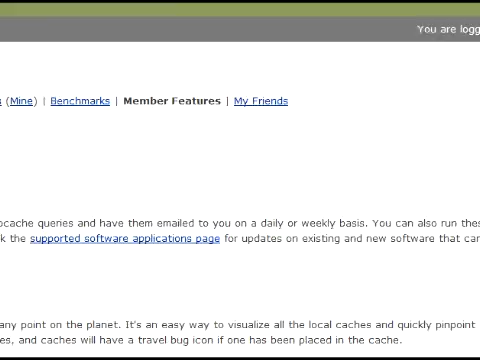 You are logg
s (Mine) | Benchmarks | Member Features | My Friends
ocache queries and have them emailed to you on a daily or weekly basis. You can also run thes
k the supported software applications page for updates on existing and new software that can
any point on the planet. It's an easy way to visualize all the local caches and quickly pinpoint
es, and caches will have a travel bug icon if one has been placed in the cache.